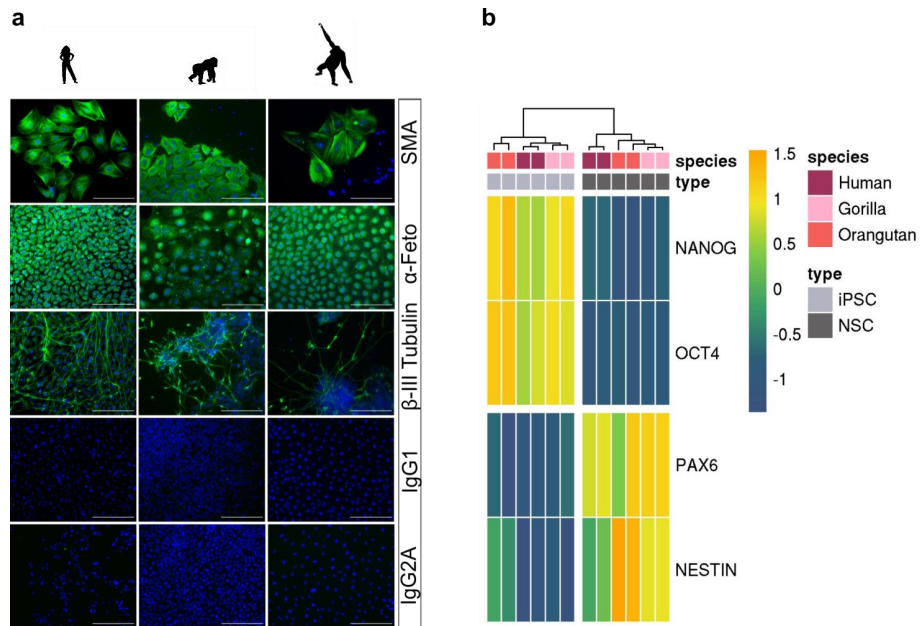 a
SMA
α-Feto
β-III Tubulin
IgG1
IgG2A
b
species
type
NANOG
OCT4
PAX6
NESTIN
1.5
1
0.5
0
-0.5
-1
species
Human
Gorilla
Orangutan
type
iPSC
NSC